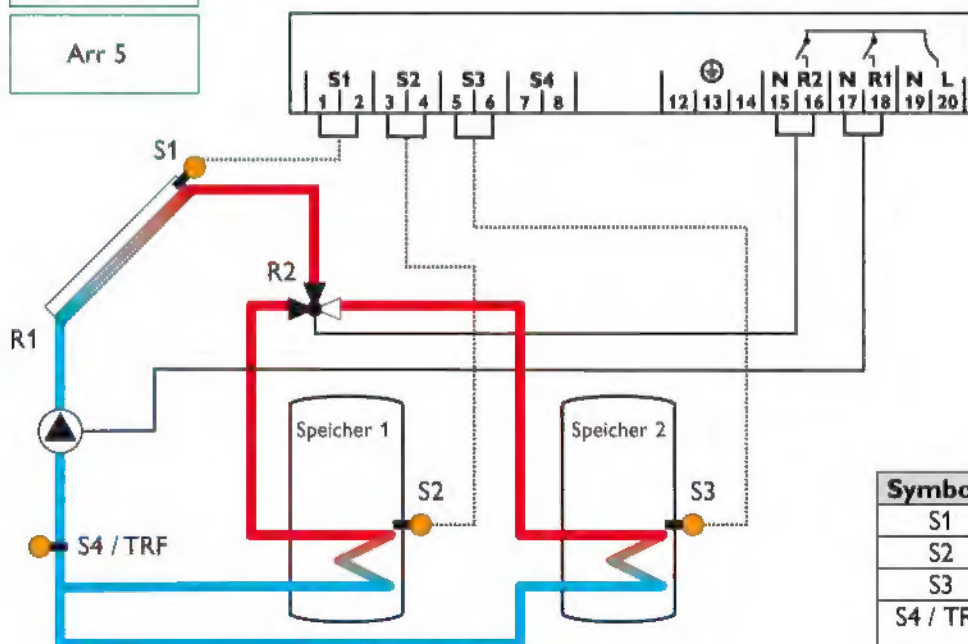 Arr 5
S1 S2 S3 S4 N R2 N R1 N L
1 2 3 4 5 6 7 8 12 13 14 15 16 17 18 19 20
S1
R2
R1
Speicher 1
Speicher 2
S2
S3
S4 / TRF
Symbo
S1
S2
S3
S4 / TR